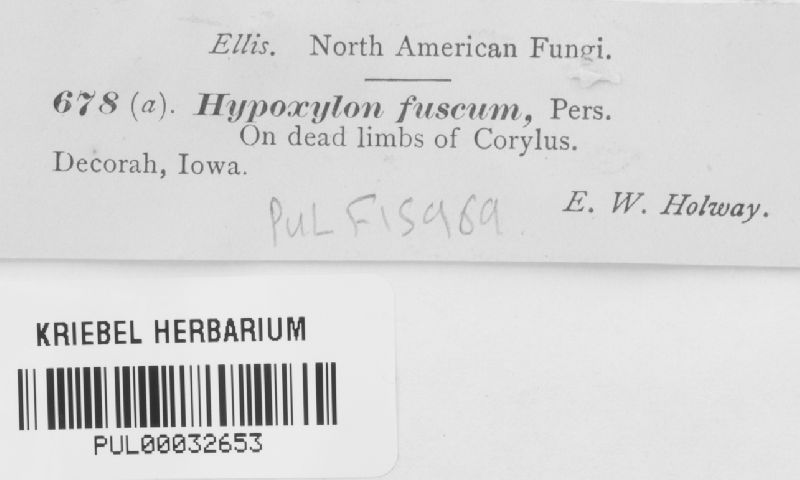 Ellis. North American Fungi.
678 (a). Hypoxylon fuscum, Pers.
On dead limbs of Corylus.
Decorah, Iowa.
E. W. Holway.
PUL F15969
KRIEBEL HERBARIUM
PUL00032653